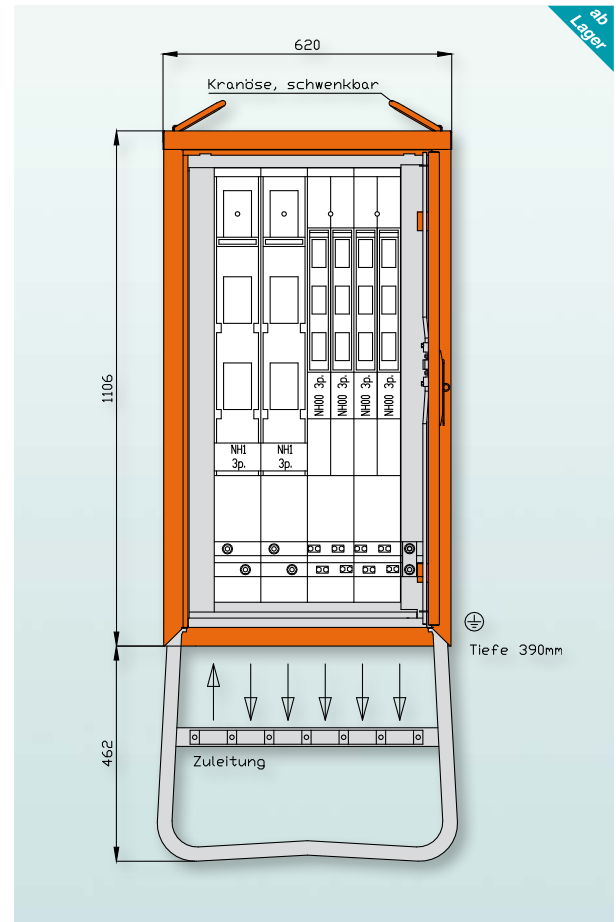 ab
Lager
620
Kranöse, schwenkbar
1106
NH00 3p.
NH00 3p.
NH00 3p.
NH00 3p.
NH1
3p.
NH1
3p.
Tiefe 390mm
462
Zuleitung